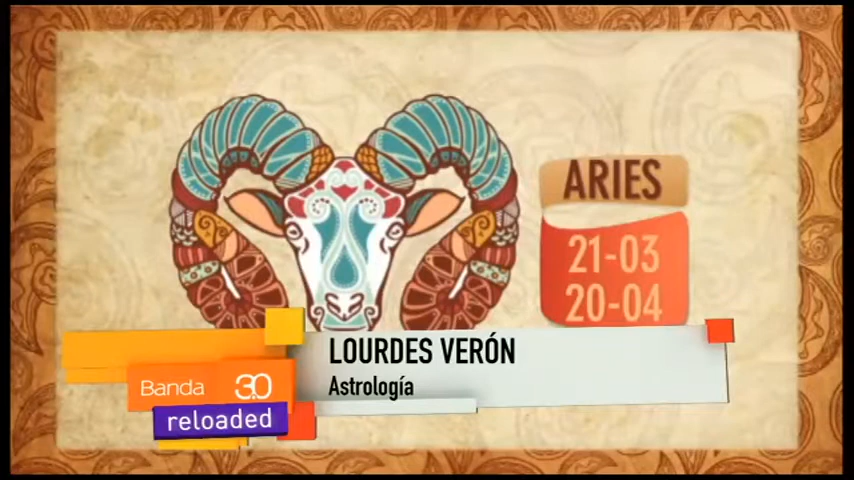 ARIES
21-03
20-04
LOURDES VERÓN
Astrología
Banda 3.0
reloaded